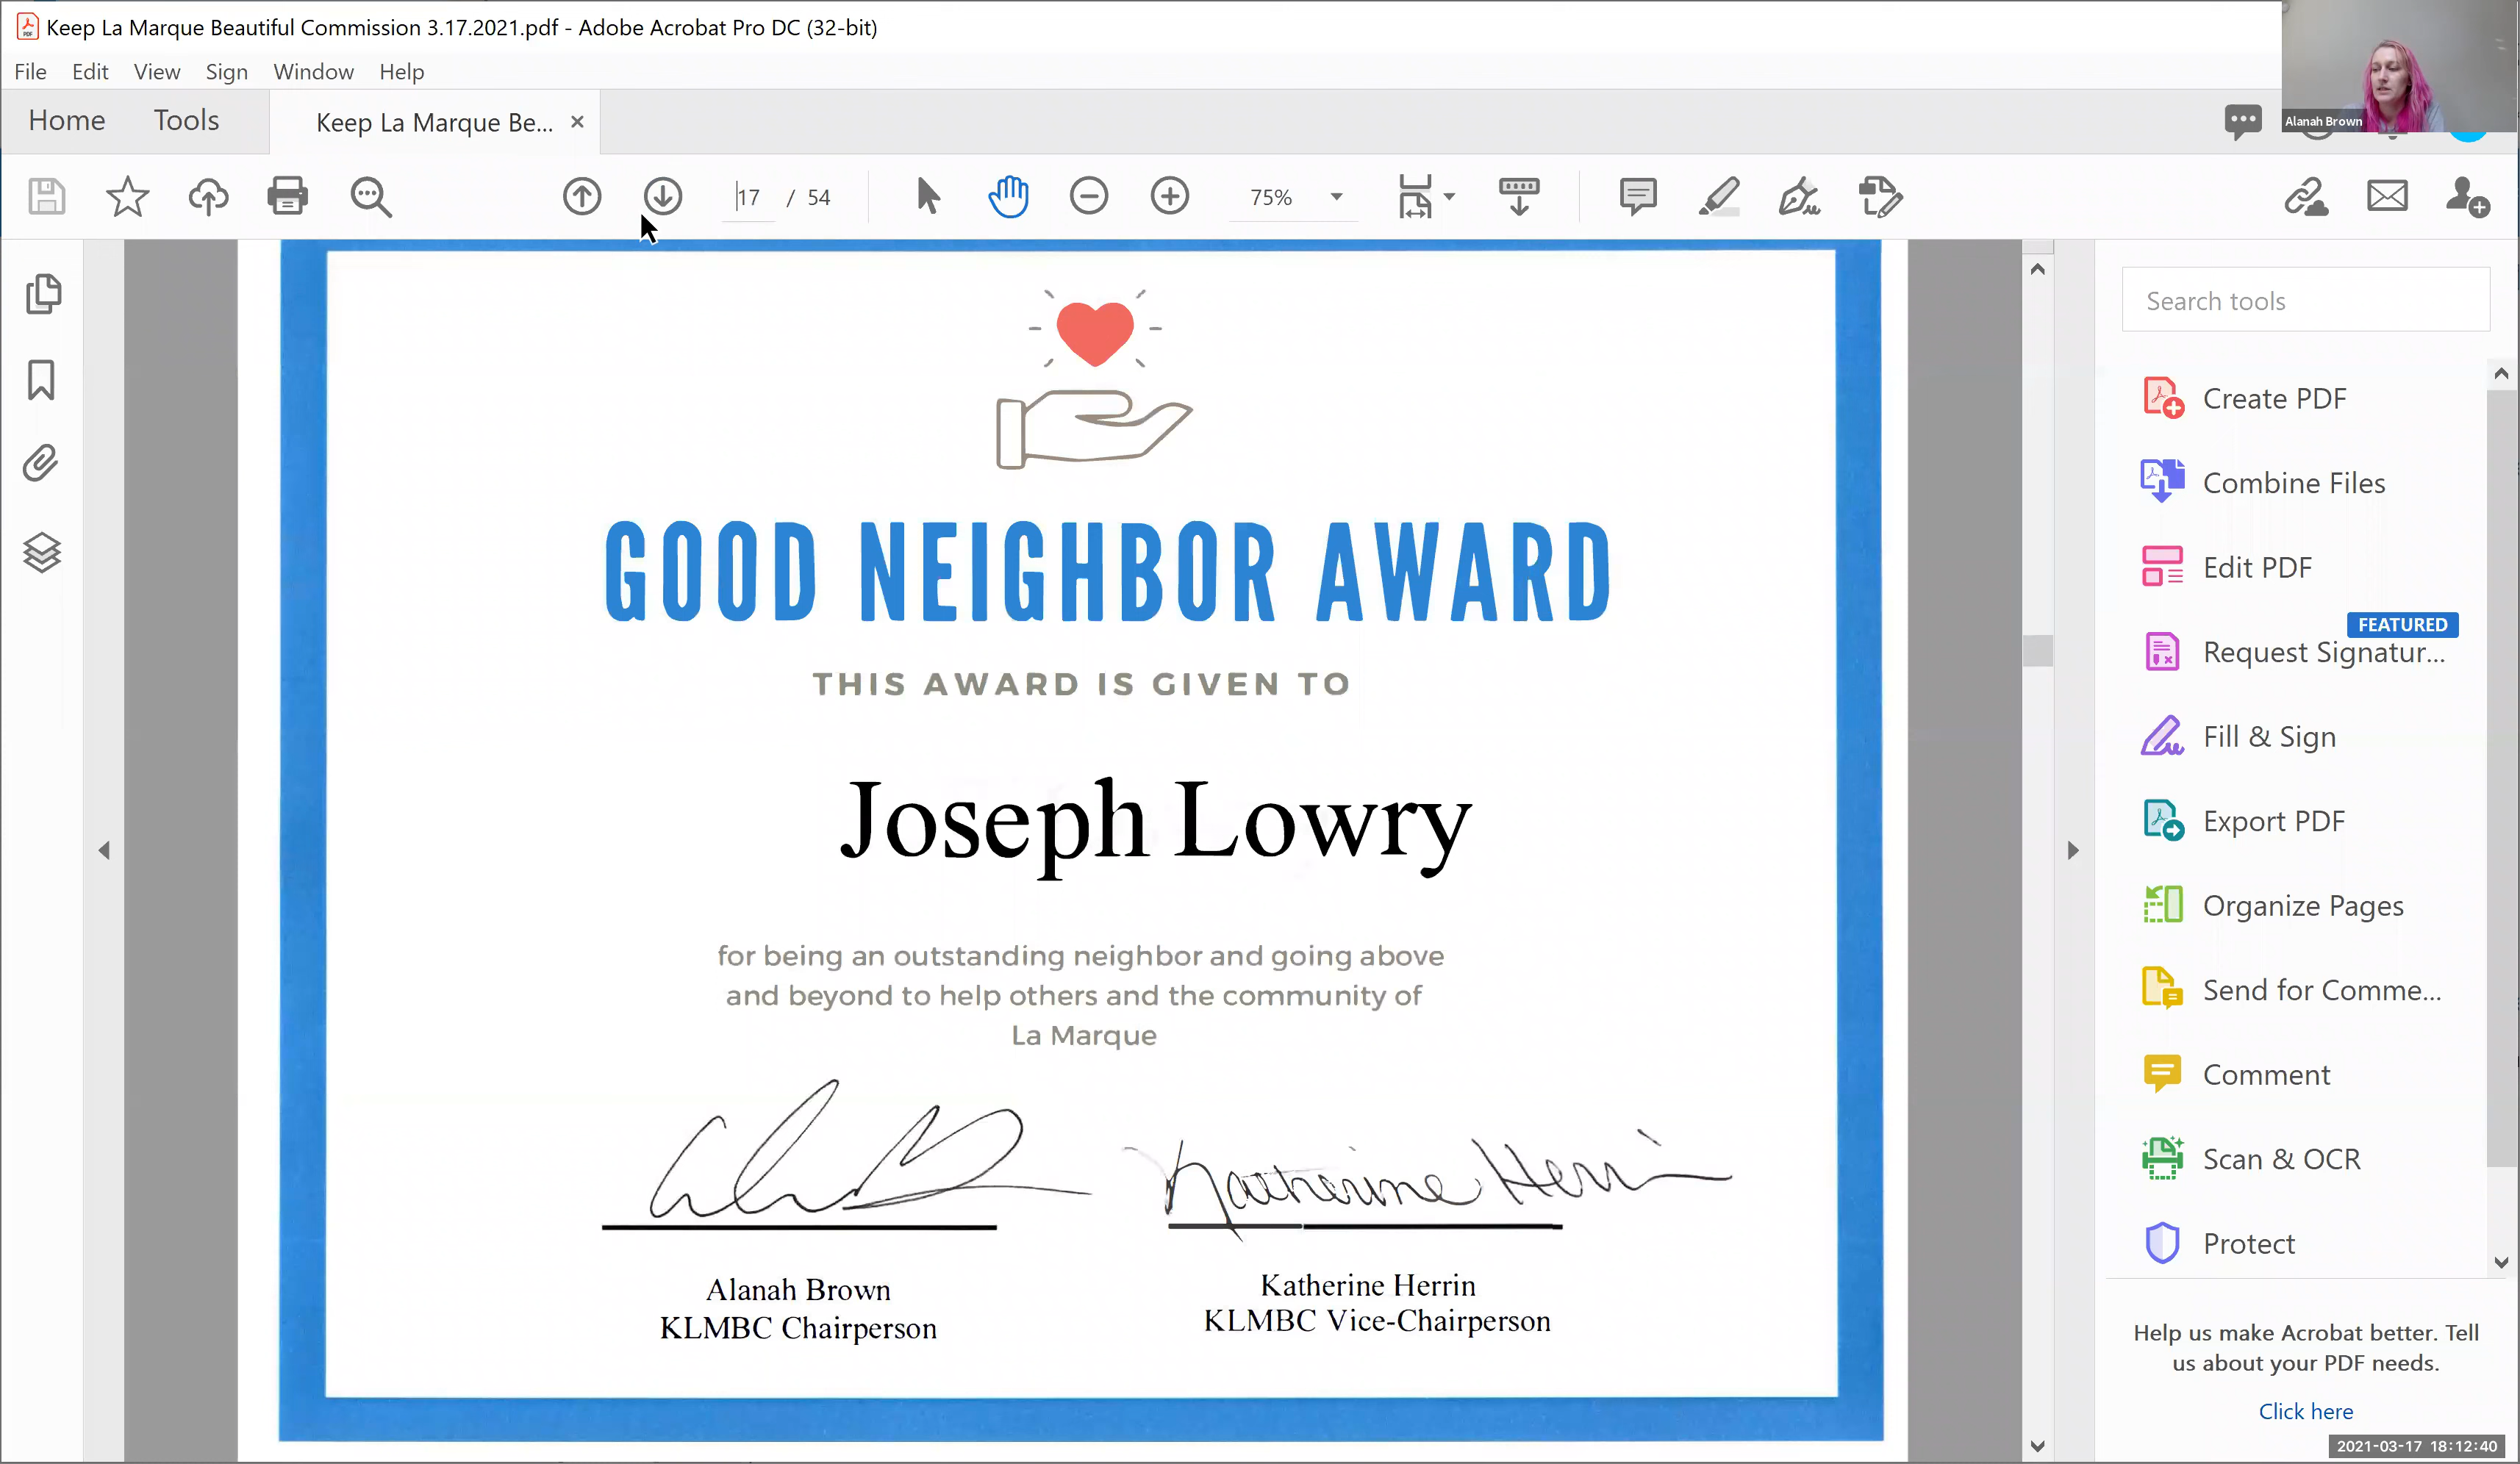 Keep La Marque Beautiful Commission 3.17.2021.pdf - Adobe Acrobat Pro DC (32-bit)
File Edit View Sign Window Help
Home Tools Keep La Marque Be... ×
Alanah Brown
17 / 54 75%
Search tools
Create PDF
Combine Files
Edit PDF
FEATURED
Request Signatur...
Fill & Sign
Export PDF
Organize Pages
Send for Comme...
Comment
Scan & OCR
Protect
Help us make Acrobat better. Tell
us about your PDF needs.
Click here
GOOD NEIGHBOR AWARD
THIS AWARD IS GIVEN TO
Joseph Lowry
for being an outstanding neighbor and going above
and beyond to help others and the community of
La Marque
Katherine Herrin
Alanah Brown
KLMBC Chairperson
Katherine Herrin
KLMBC Vice-Chairperson
2021-03-17 18:12:40